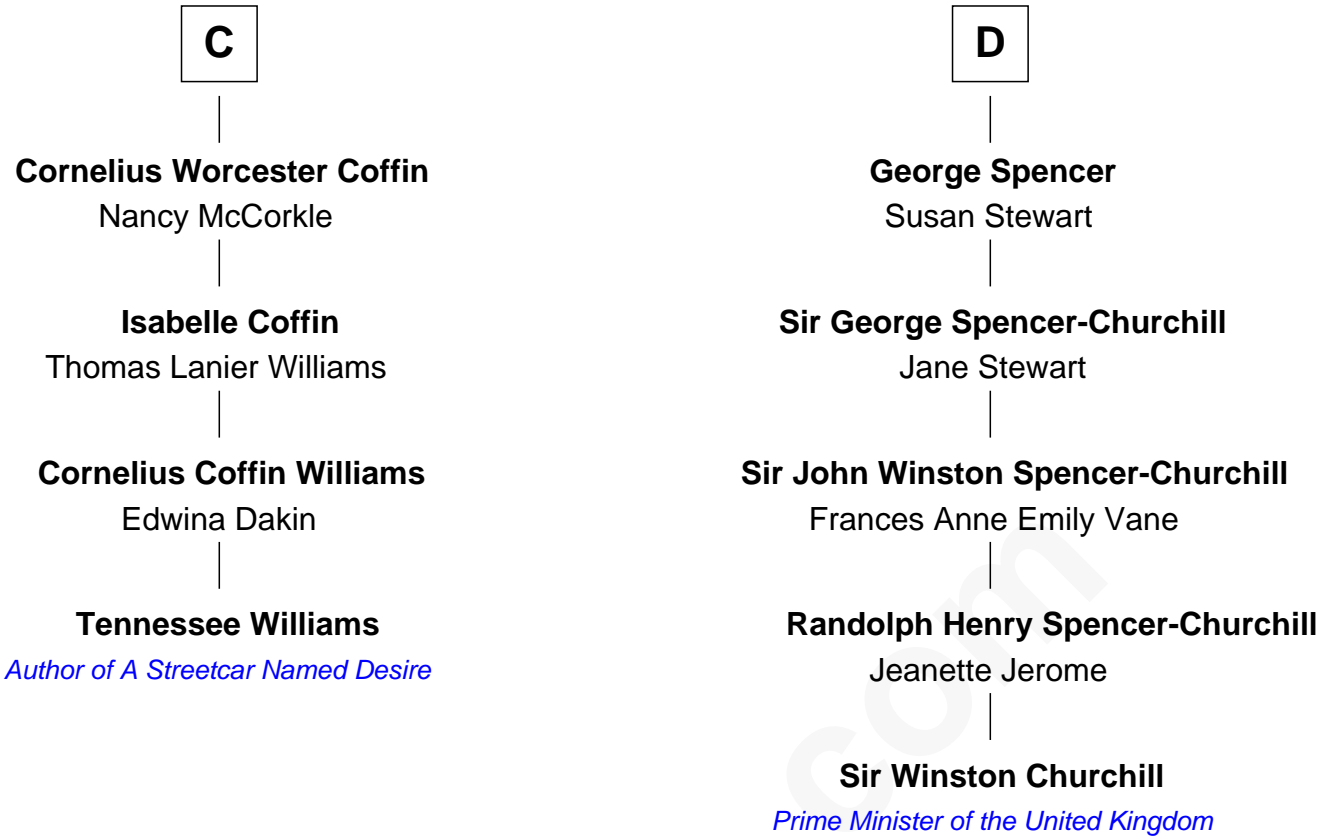 C
Cornelius Worcester Coffin
Nancy McCorkle
Isabelle Coffin
Thomas Lanier Williams
Cornelius Coffin Williams
Edwina Dakin
Tennessee Williams
Author of A Streetcar Named Desire
D
George Spencer
Susan Stewart
Sir George Spencer-Churchill
Jane Stewart
Sir John Winston Spencer-Churchill
Frances Anne Emily Vane
Randolph Henry Spencer-Churchill
Jeanette Jerome
Sir Winston Churchill
Prime Minister of the United Kingdom
com